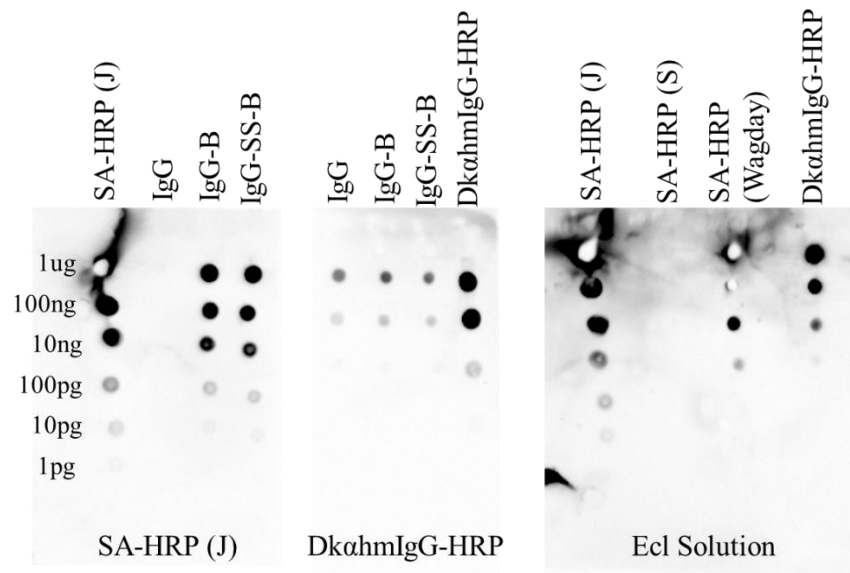 SA-HRP (J)
IgG
IgG-B
IgG-SS-B
IgG
IgG-B
IgG-SS-B
DkαhmIgG-HRP
SA-HRP (J)
SA-HRP (S)
SA-HRP
(Wagday)
DkαhmIgG-HRP
1ug
100ng
10ng
100pg
10pg
1pg
SA-HRP (J)
DkαhmIgG-HRP
Ecl Solution